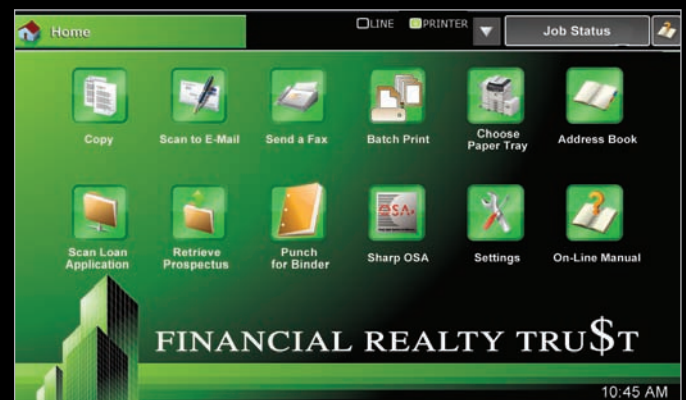 Home
LINE PRINTER
Job Status
Copy
Scan to E-Mail
Send a Fax
Batch Print
Choose
Paper Tray
Address Book
Scan Loan
Application
Retrieve
Prospectus
Punch
for Binder
Sharp OSA
Settings
On-Line Manual
FINANCIAL REALTY TRU$T
10:45 AM